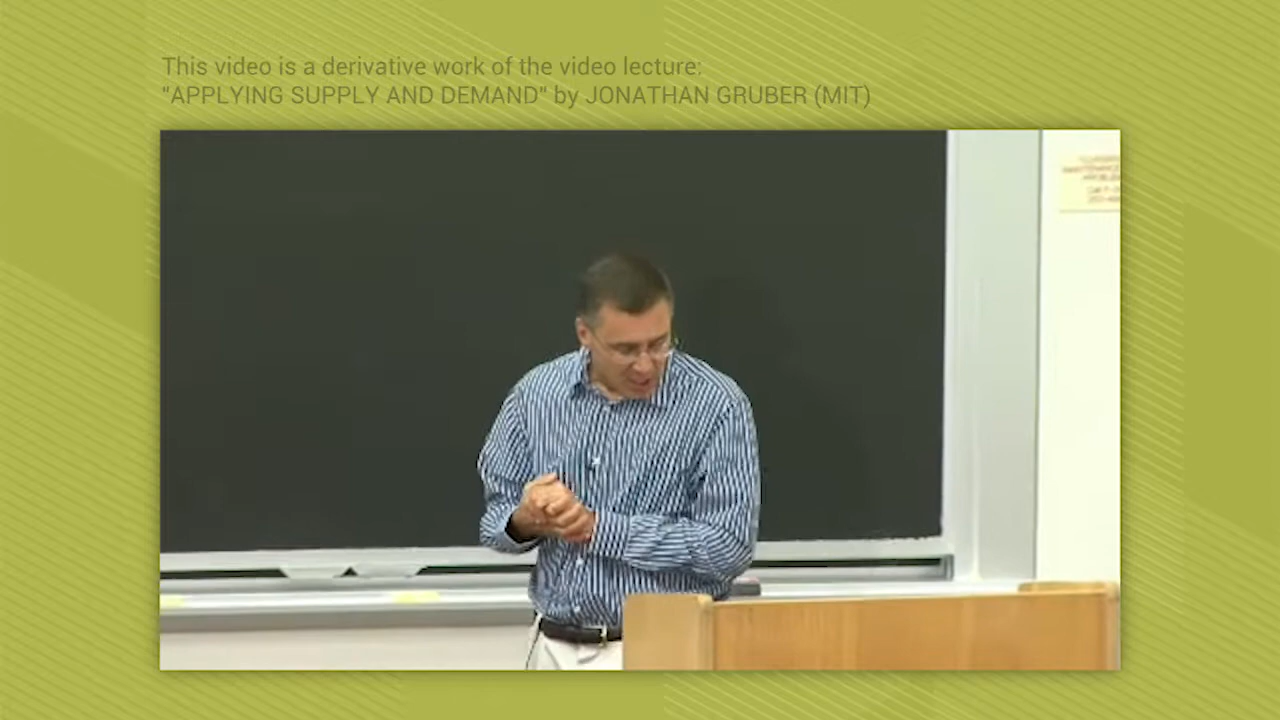 This video is a derivative work of the video lecture:
"APPLYING SUPPLY AND DEMAND" by JONATHAN GRUBER (MIT)